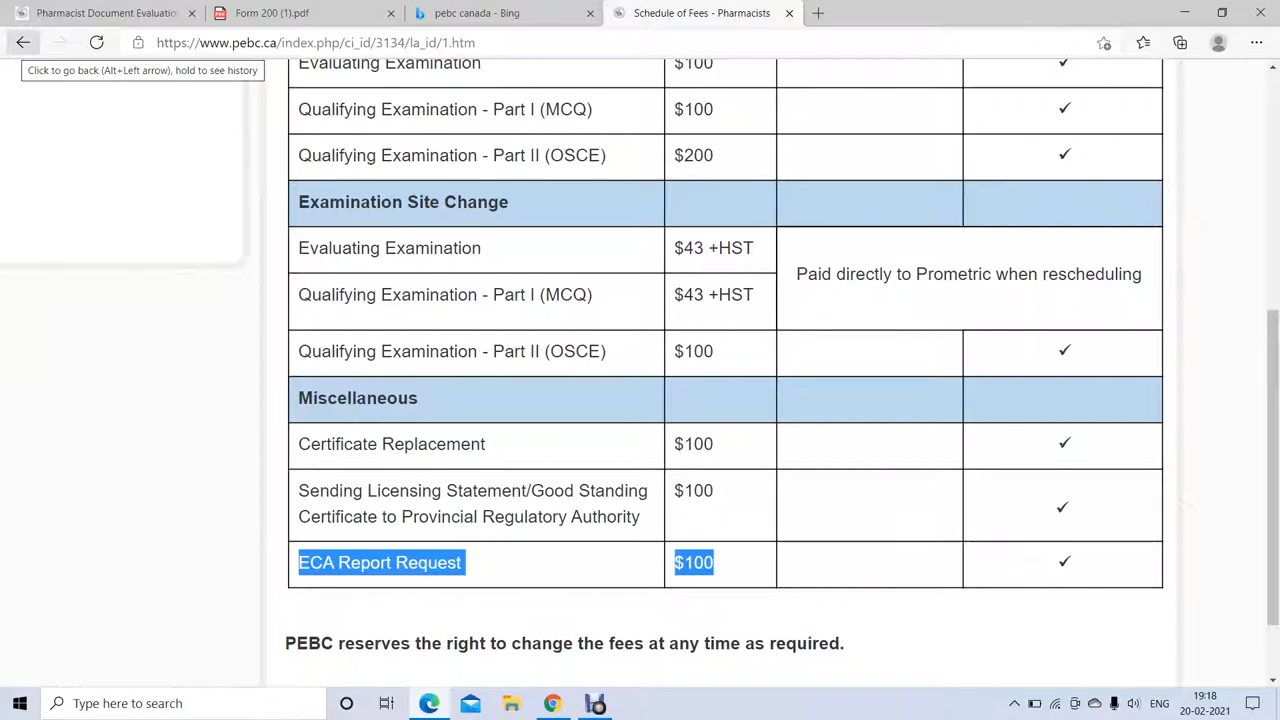 Pharmacist Document Evaluation
Form 200 (1).pdf
pebc canada - Bing
Schedule of Fees - Pharmacists
https://www.pebc.ca/index.php/ci_id/3134/la_id/1.htm
Click to go back (Alt+Left arrow), hold to see history
Evaluating Examination $100 ✓
Qualifying Examination - Part I (MCQ) $100 ✓
Qualifying Examination - Part II (OSCE) $200 ✓
Examination Site Change
Evaluating Examination $43 +HST
Paid directly to Prometric when rescheduling
Qualifying Examination - Part I (MCQ) $43 +HST
Qualifying Examination - Part II (OSCE) $100 ✓
Miscellaneous
Certificate Replacement $100 ✓
Sending Licensing Statement/Good Standing $100
Certificate to Provincial Regulatory Authority ✓
ECA Report Request $100 ✓
PEBC reserves the right to change the fees at any time as required.
Type here to search
ENG
19:18
20-02-2021